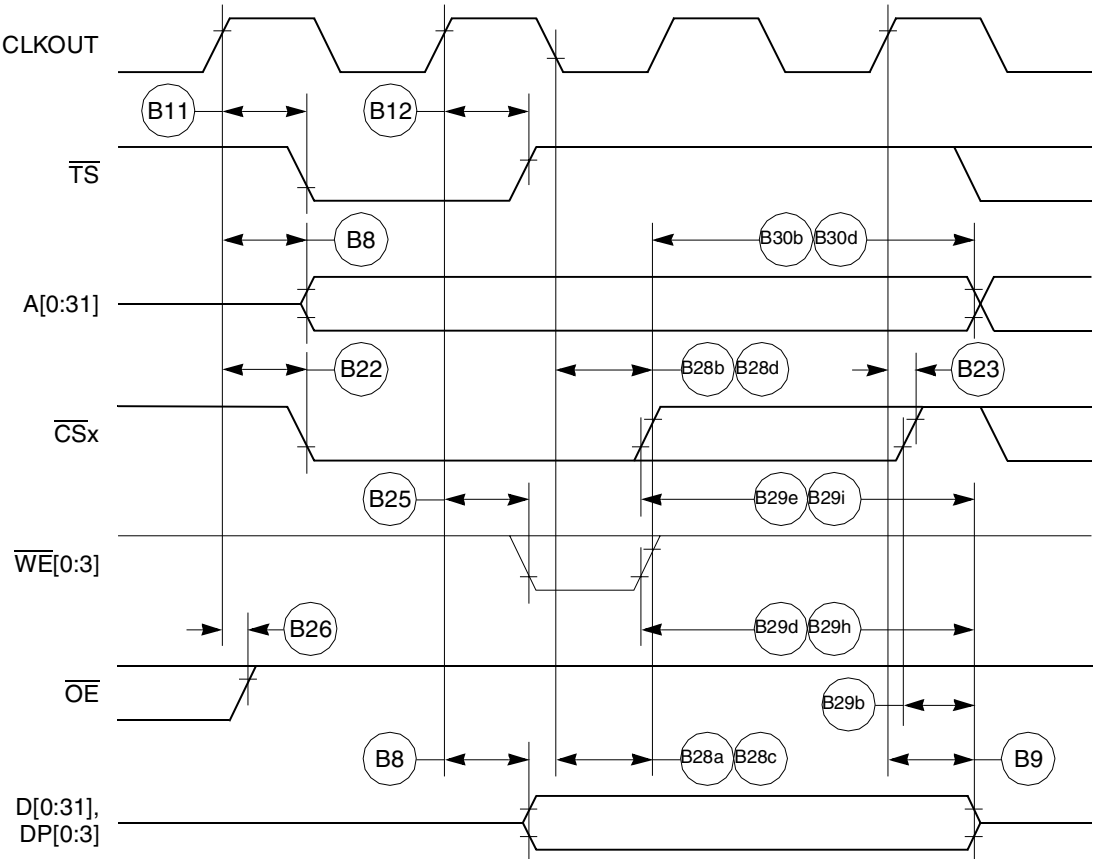 CLKOUT
B11
B12
TS
B8
B30b B30d
A[0:31]
B22
B28b B28d
B23
CSx
B25
B29e B29i
WE[0:3]
B26
B29d B29h
OE
B29b
B8
B28a B28c
B9
D[0:31],
DP[0:3]